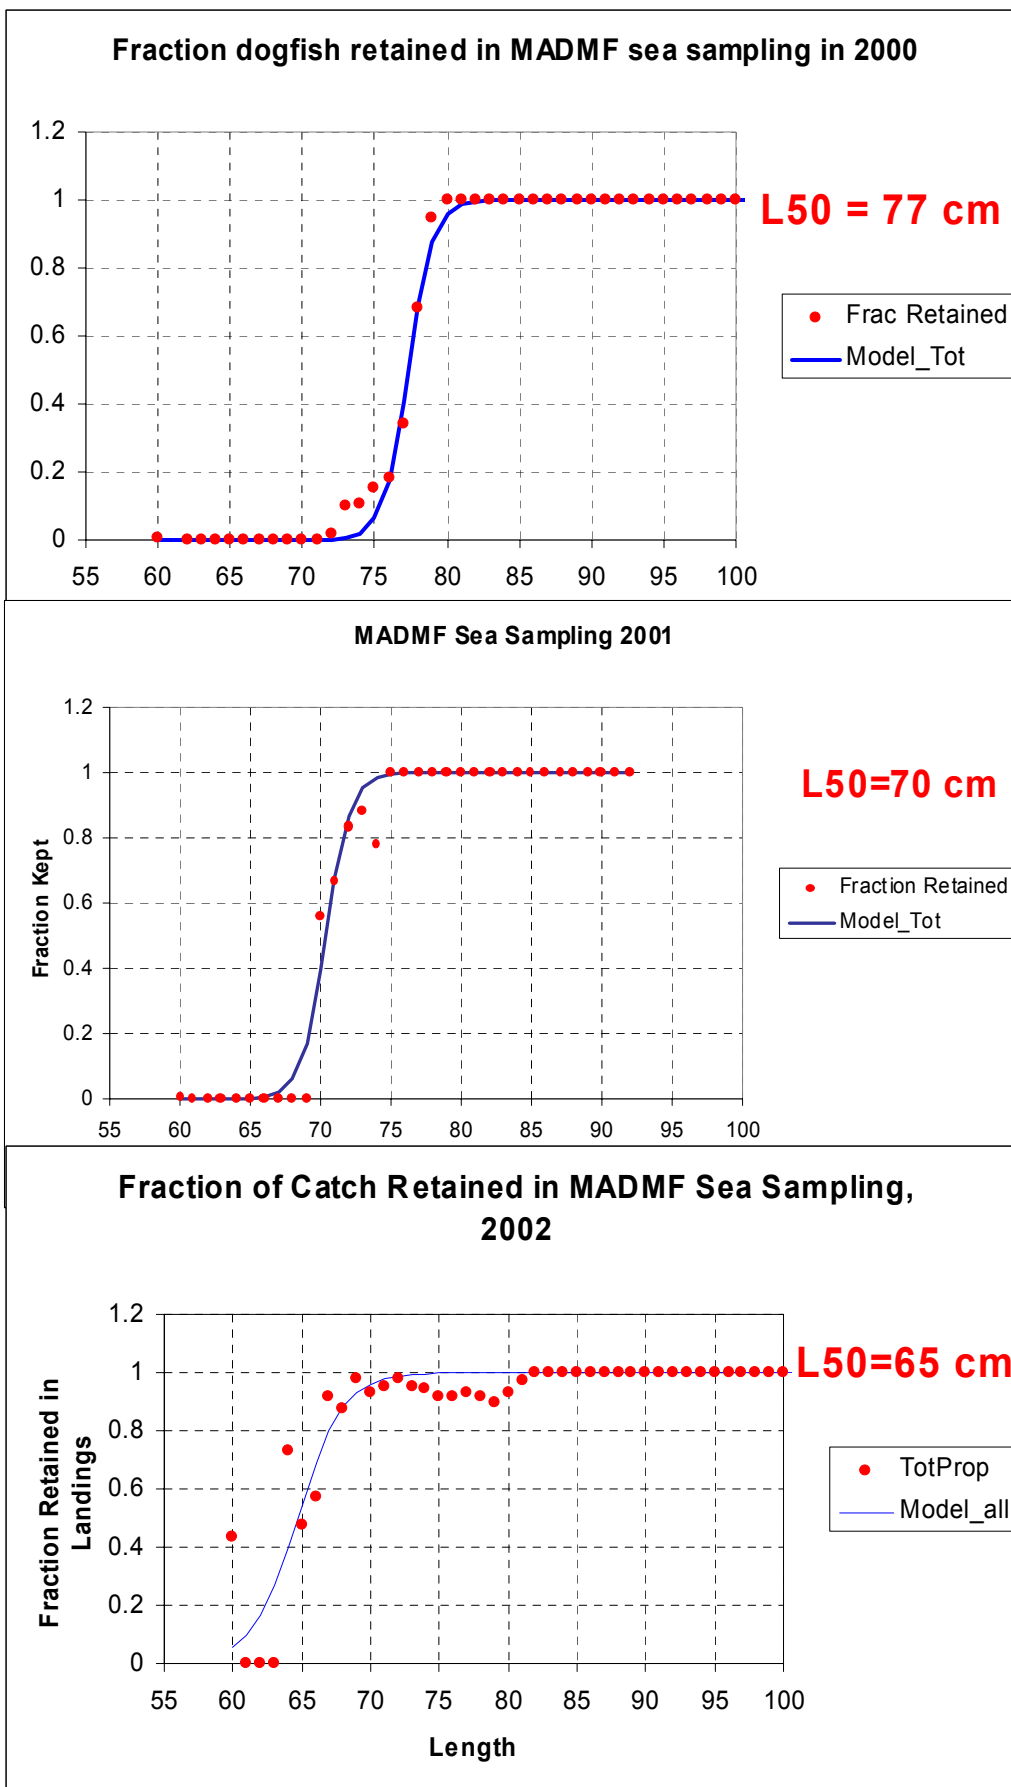 Fraction dogfish retained in MADMF sea sampling in 2000
1.2
1
0.8
0.6
0.4
0.2
0
55 60 65 70 75 80 85 90 95 100
L50 = 77 cm
Frac Retained
Model_Tot
MADMF Sea Sampling 2001
Fraction Kept
1.2
1
0.8
0.6
0.4
0.2
0
55 60 65 70 75 80 85 90 95 100
L50=70 cm
Fraction Retained
Model_Tot
Fraction of Catch Retained in MADMF Sea Sampling,
2002
Fraction Retained in
Landings
1.2
1
0.8
0.6
0.4
0.2
0
55 60 65 70 75 80 85 90 95 100
Length
L50=65 cm
TotProp
Model_all